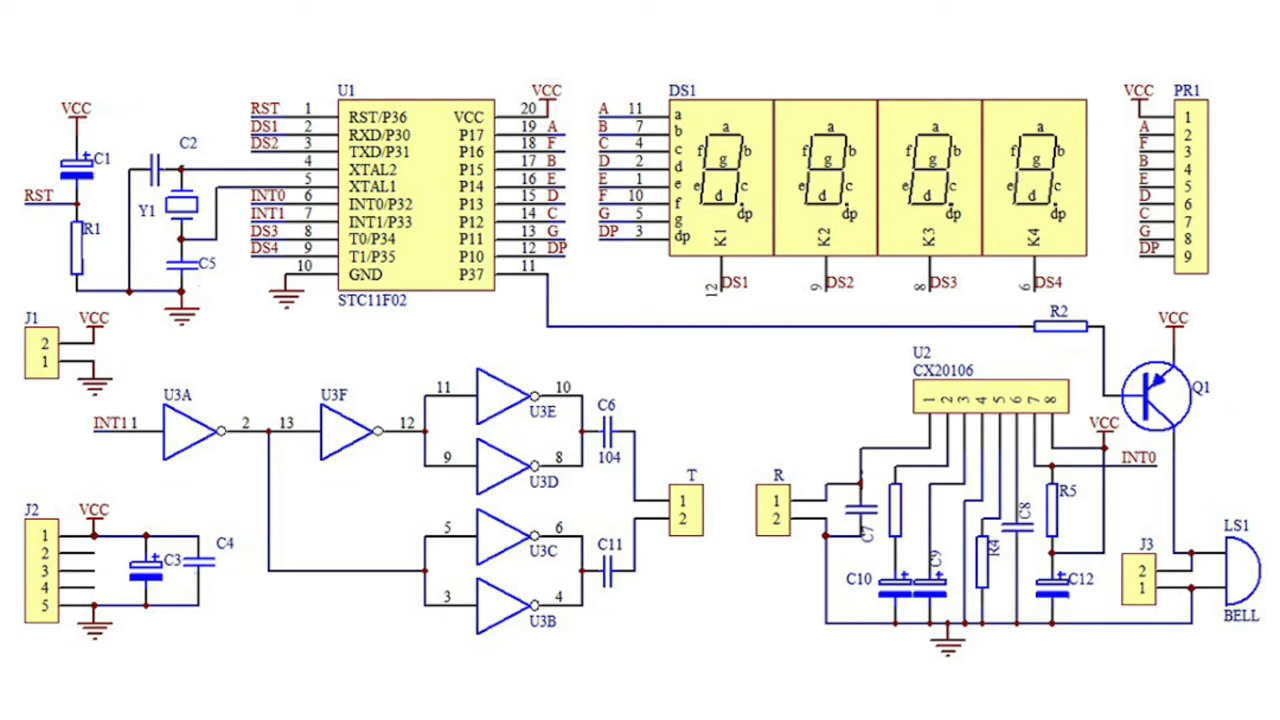 VCC
C1
RST
R1
C2
Y1
C5
U1
RST 1 RST/P36 VCC 20 VCC
DS1 2 RXD/P30 P17 19 A
DS2 3 TXD/P31 P16 18 F
4 XTAL2 P15 17 B
5 XTAL1 P14 16 E
INT0 6 INT0/P32 P13 15 D
INT1 7 INT1/P33 P12 14 C
DS3 8 T0/P34 P11 13 G
DS4 9 T1/P35 P10 12 DP
10 GND P37 11
STC11F02
DS1
A 11 a
B 7 b
C 4 c
D 2 d
E 1 e
F 10 f
G 5 g
DP 3 dp
a f b g e c d dp
a f b g e c d dp
a f b g e c d dp
a f b g e c d dp
K1 K2 K3 K4
12 DS1 9 DS2 8 DS3 6 DS4
VCC PR1
1
A 2
F 3
B 4
E 5
D 6
C 7
G 8
DP 9
J1
VCC
2
1
R2
VCC
Q1
U3A
INT1 1 2
U3F
13 12
11 10
U3E
9 8
U3D
5 6
U3C
3 4
U3B
C6
104
C11
T
1
2
U2
CX20106
1 2 3 4 5 6 7 8
VCC
INT0
R
1
2
C7
C10
C9
R4
C8
R5
C12
J3
2
1
LS1
BELL
J2
VCC
1
2
3
4
5
C3
C4